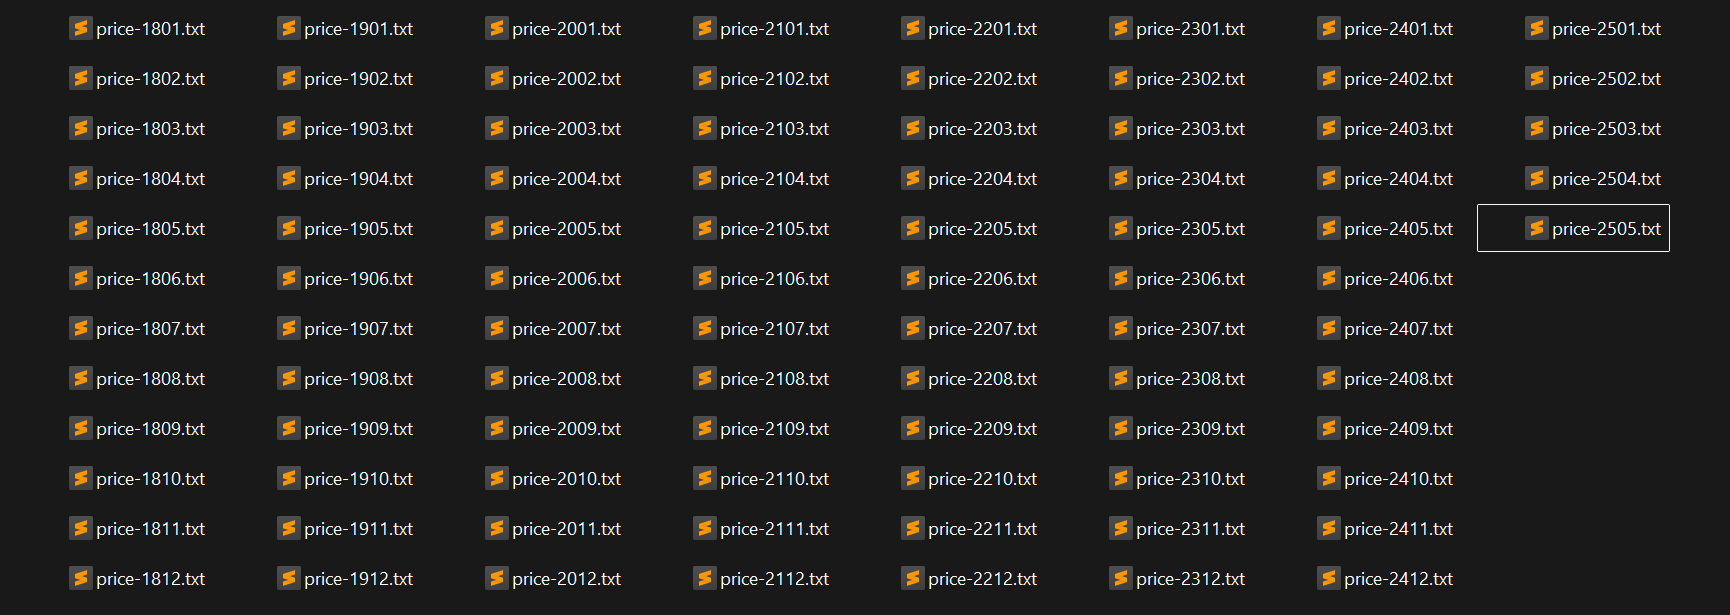 price-1801.txt price-1901.txt price-2001.txt price-2101.txt price-2201.txt price-2301.txt price-2401.txt price-2501.txt
price-1802.txt price-1902.txt price-2002.txt price-2102.txt price-2202.txt price-2302.txt price-2402.txt price-2502.txt
price-1803.txt price-1903.txt price-2003.txt price-2103.txt price-2203.txt price-2303.txt price-2403.txt price-2503.txt
price-1804.txt price-1904.txt price-2004.txt price-2104.txt price-2204.txt price-2304.txt price-2404.txt price-2504.txt
price-1805.txt price-1905.txt price-2005.txt price-2105.txt price-2205.txt price-2305.txt price-2405.txt price-2505.txt
price-1806.txt price-1906.txt price-2006.txt price-2106.txt price-2206.txt price-2306.txt price-2406.txt
price-1807.txt price-1907.txt price-2007.txt price-2107.txt price-2207.txt price-2307.txt price-2407.txt
price-1808.txt price-1908.txt price-2008.txt price-2108.txt price-2208.txt price-2308.txt price-2408.txt
price-1809.txt price-1909.txt price-2009.txt price-2109.txt price-2209.txt price-2309.txt price-2409.txt
price-1810.txt price-1910.txt price-2010.txt price-2110.txt price-2210.txt price-2310.txt price-2410.txt
price-1811.txt price-1911.txt price-2011.txt price-2111.txt price-2211.txt price-2311.txt price-2411.txt
price-1812.txt price-1912.txt price-2012.txt price-2112.txt price-2212.txt price-2312.txt price-2412.txt